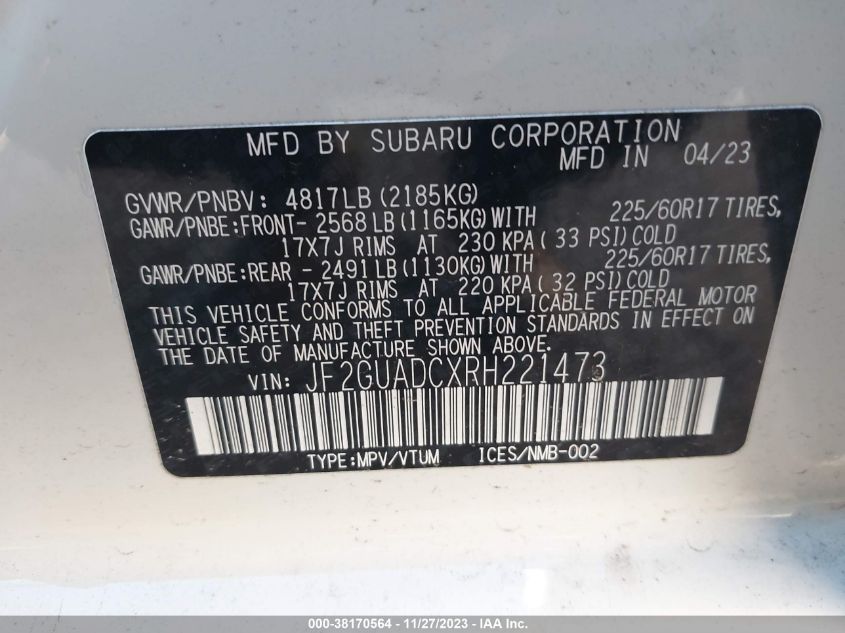 MFD BY SUBARU CORPORATION
MFD IN 04/23
GVWR/PNBV: 4817LB (2185KG)
GAWR/PNBE:FRONT- 2568 LB (1165KG) WITH 225/60R17 TIRES,
17X7J RIMS AT 230 KPA ( 33 PSI) COLD
GAWR/PNBE:REAR - 2491 LB (1130KG) WITH 225/60R17 TIRES,
17X7J RIMS AT 220 KPA ( 32 PSI) COLD
THIS VEHICLE CONFORMS TO ALL APPLICABLE FEDERAL MOTOR
VEHICLE SAFETY AND THEFT PREVENTION STANDARDS IN EFFECT ON
THE DATE OF MANUFACTURE SHOWN ABOVE.
VIN: JF2GUADCXRH221473
TYPE:MPV/VTUM ICES/NMB-002
000-38170564 - 11/27/2023 - IAA Inc.